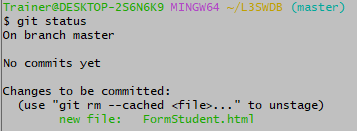 Trainer@DESKTOP-2S6N6K9 MINGW64 ~/L3SWDB (master)
$ git status
On branch master
No commits yet
Changes to be committed:
(use "git rm --cached <file>..." to unstage)
new file: FormStudent.html